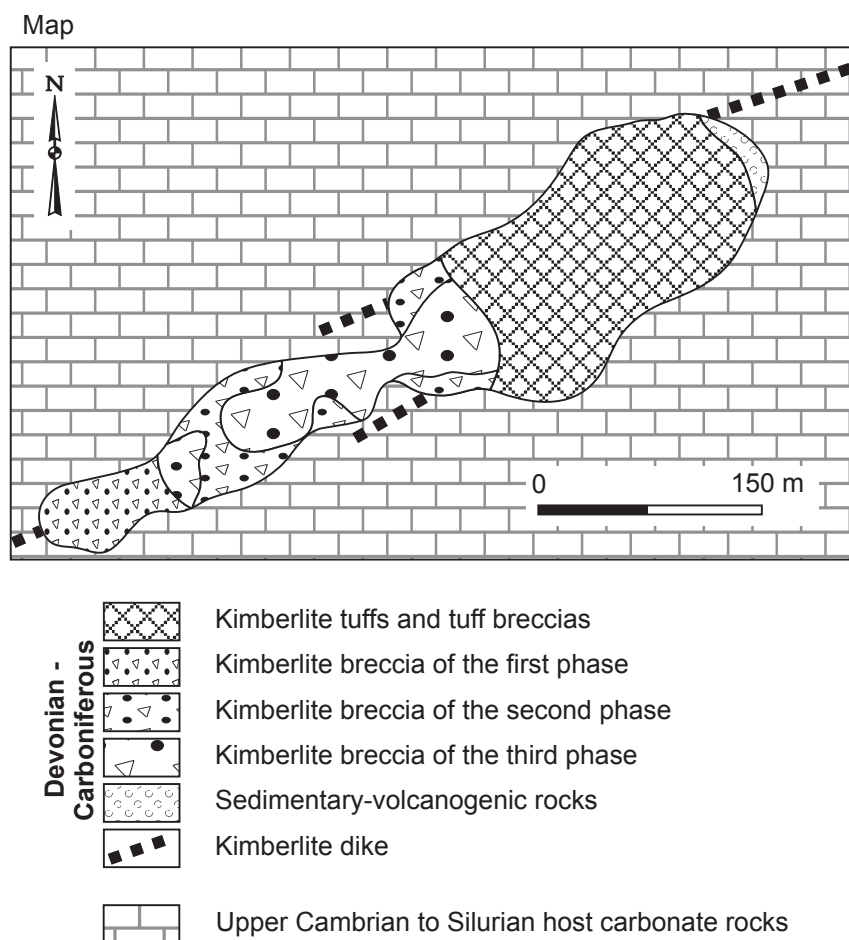 Map
N
0 150 m
Devonian -
Carboniferous
Kimberlite tuffs and tuff breccias
Kimberlite breccia of the first phase
Kimberlite breccia of the second phase
Kimberlite breccia of the third phase
Sedimentary-volcanogenic rocks
Kimberlite dike
Upper Cambrian to Silurian host carbonate rocks